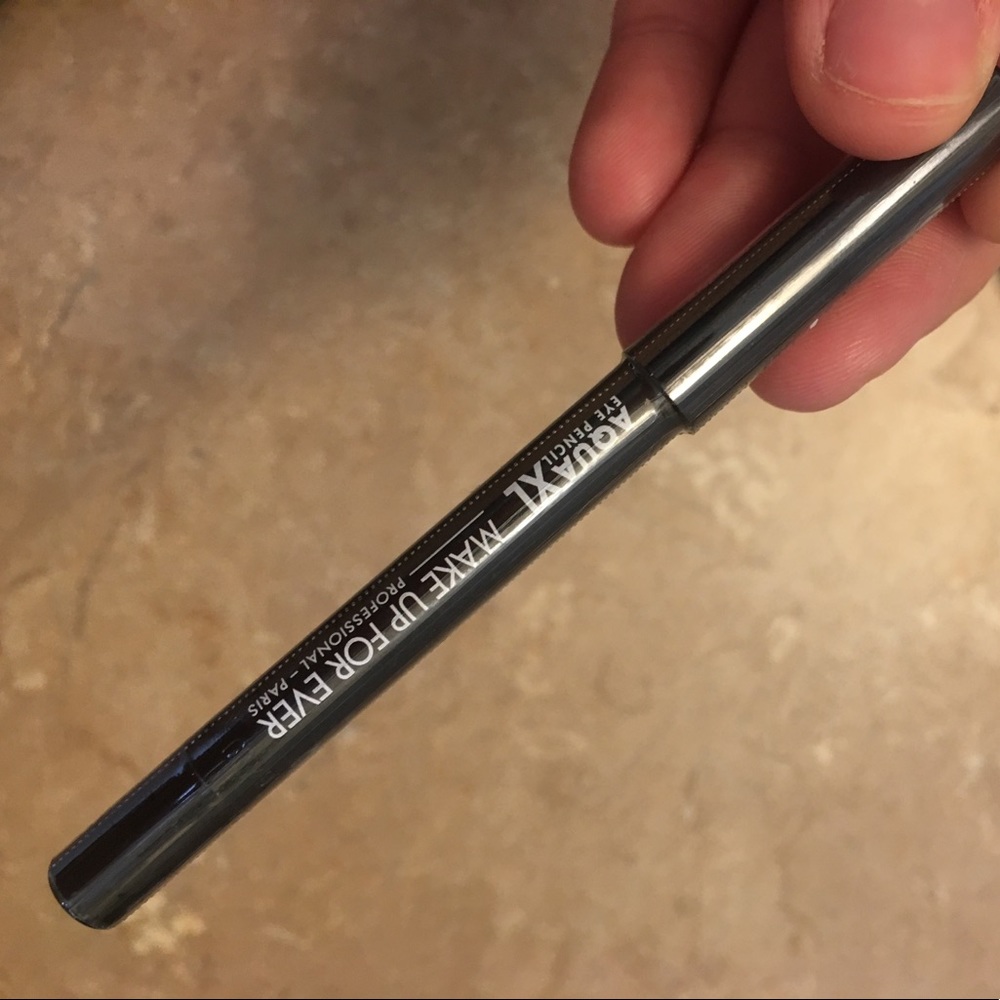 AQUA XL
EYE PENCIL
MAKE UP FOR EVER
PROFESSIONAL – PARIS